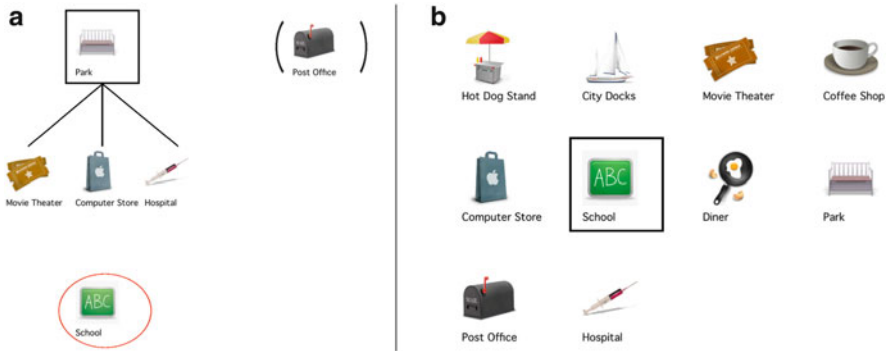 a
Park
Post Office
Movie Theater Computer Store Hospital
ABC
School
b
Hot Dog Stand City Docks Movie Theater Coffee Shop
ABC
Computer Store School Diner Park
Post Office Hospital